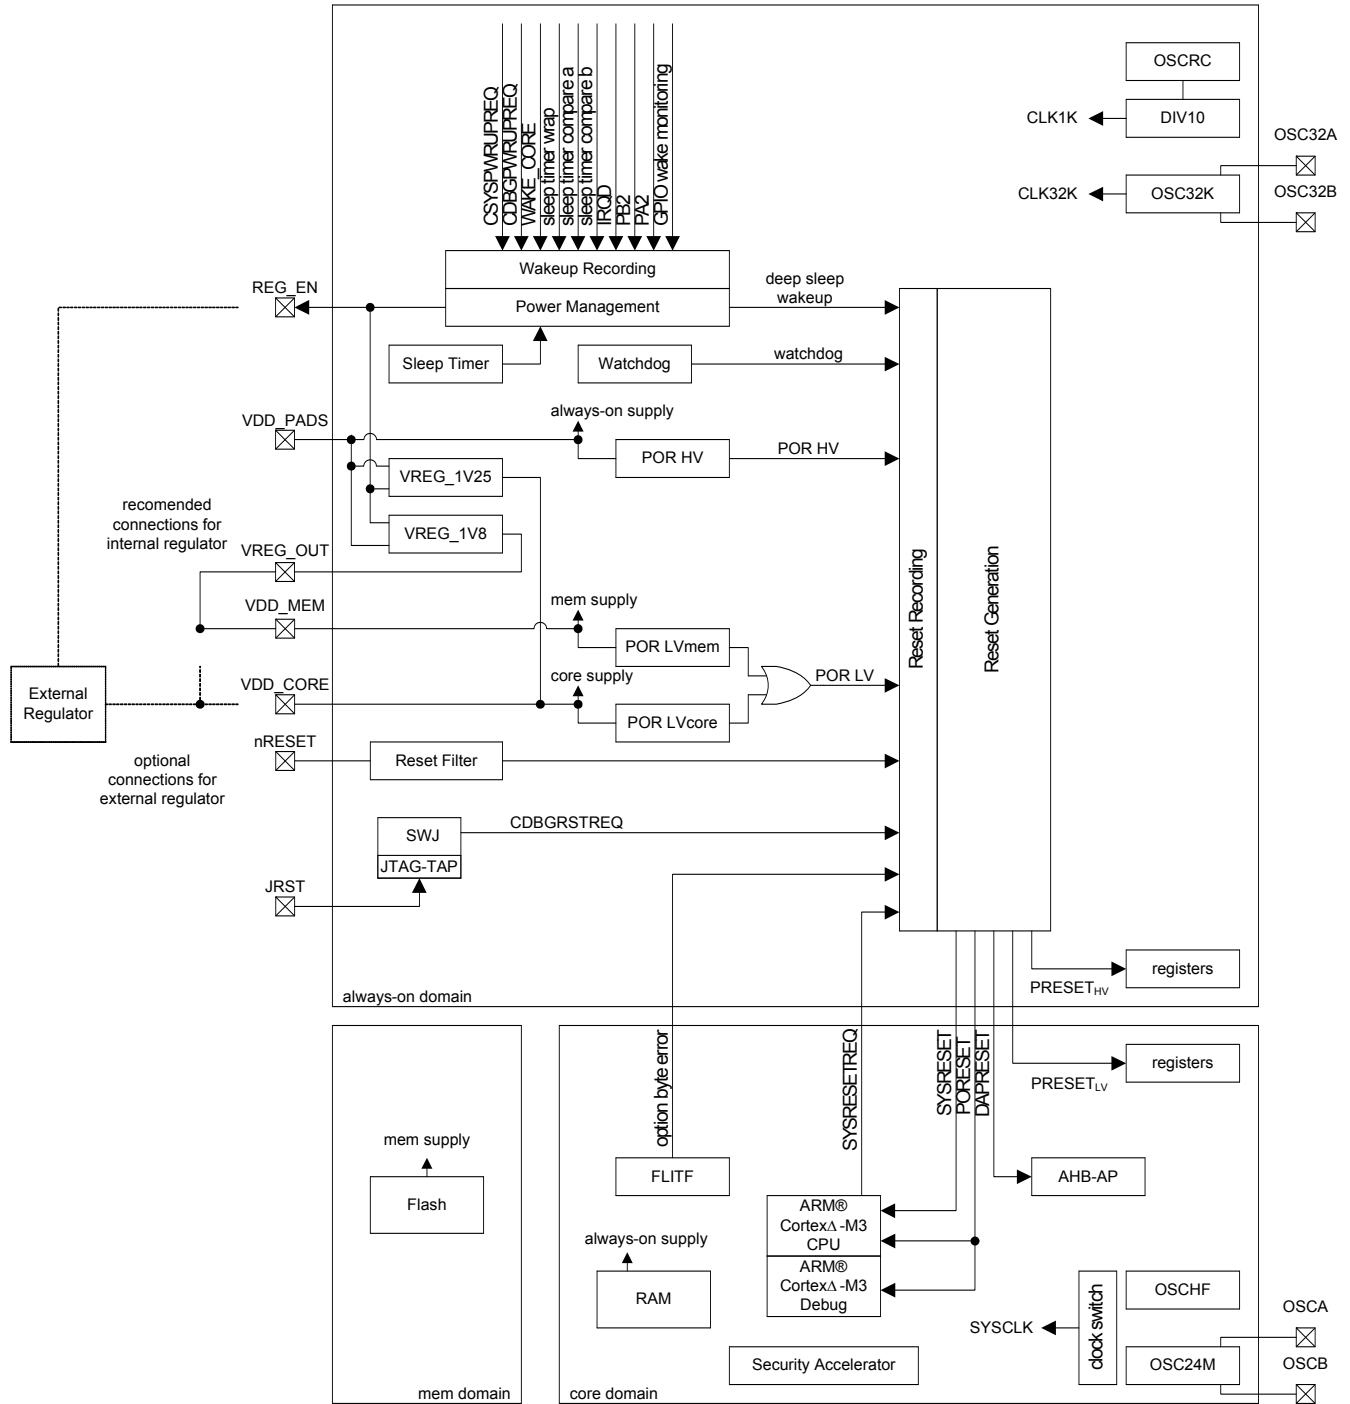 OSCRC
DIV10
CLK1K
OSC32A
OSC32K
CLK32K
OSC32B
CSYSPWRUPREQ
CDBGPWRUPREQ
WAKE_CORE
sleep timer wrap
sleep timer compare a
sleep timer compare b
IRQD
PB2
PA2
GPIO wake monitoring
Wakeup Recording
Power Management
deep sleep
wakeup
REG_EN
Sleep Timer
Watchdog
watchdog
VDD_PADS
always-on supply
POR HV
POR HV
VREG_1V25
VREG_1V8
recomended
connections for
internal regulator
VREG_OUT
VDD_MEM
mem supply
POR LVmem
POR LV
External
Regulator
VDD_CORE
core supply
POR LVcore
nRESET
Reset Filter
optional
connections for
external regulator
Reset Recording
Reset Generation
SWJ
JTAG-TAP
CDBGRSTREQ
JRST
registers
PRESETHV
always-on domain
option byte error
SYSRESETREQ
SYSRESET
PORESET
DAPRESET
registers
PRESETLV
mem supply
Flash
FLITF
AHB-AP
ARM®
Cortex∆ -M3
CPU
ARM®
Cortex∆ -M3
Debug
always-on supply
RAM
SYSCLK
clock switch
OSCHF
OSCA
OSC24M
OSCB
Security Accelerator
mem domain
core domain